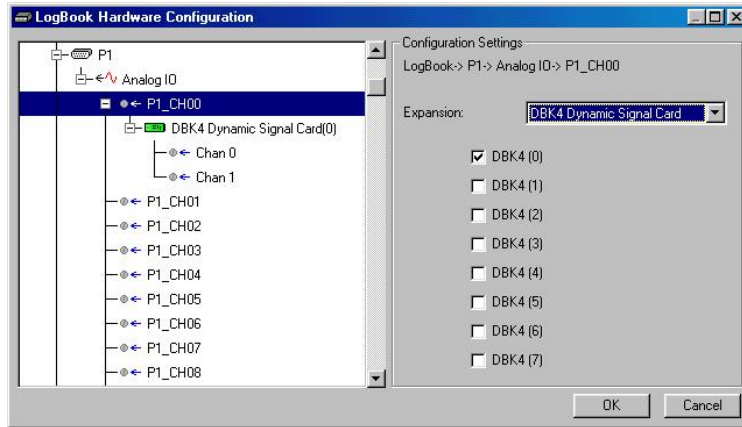 LogBook Hardware Configuration
P1
Analog IO
P1_CH00
DBK4 Dynamic Signal Card(0)
Chan 0
Chan 1
P1_CH01
P1_CH02
P1_CH03
P1_CH04
P1_CH05
P1_CH06
P1_CH07
P1_CH08
Configuration Settings
LogBook-> P1-> Analog IO-> P1_CH00
Expansion:
DBK4 Dynamic Signal Card
DBK4 (0)
DBK4 (1)
DBK4 (2)
DBK4 (3)
DBK4 (4)
DBK4 (5)
DBK4 (6)
DBK4 (7)
OK
Cancel